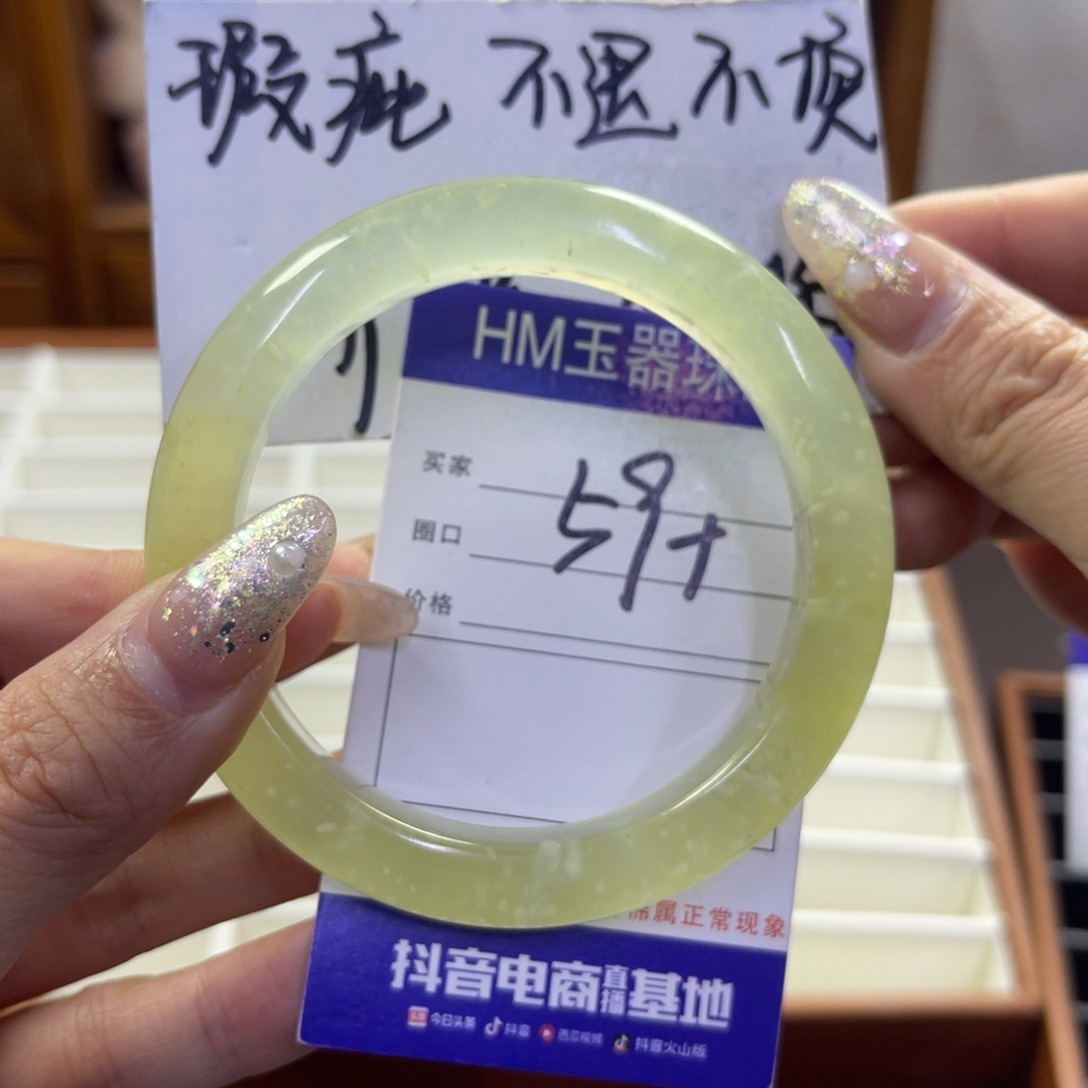 瑕疵 不退不换
HM玉器珠
买家
59+
圈口
价格
属正常现象
抖音电商直播基地
今日头条 抖音 西瓜视频 抖音火山版